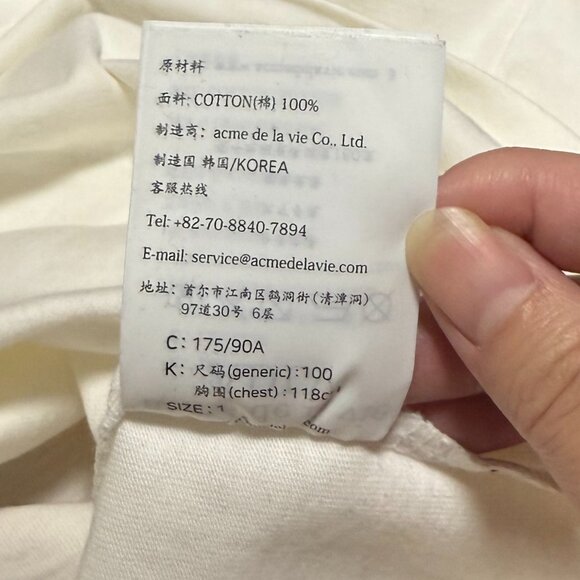 原材料
面料: COTTON(棉) 100%
制造商: acme de la vie Co., Ltd.
制造国 韩国/KOREA
客服热线
Tel: +82-70-8840-7894
E-mail: service@acmedelavie.com
地址: 首尔市江南区鹤洞街(清潭洞)
97道30号 6层
C: 175/90A
K: 尺码(generic):100
胸围(chest):118c
SIZE: 1